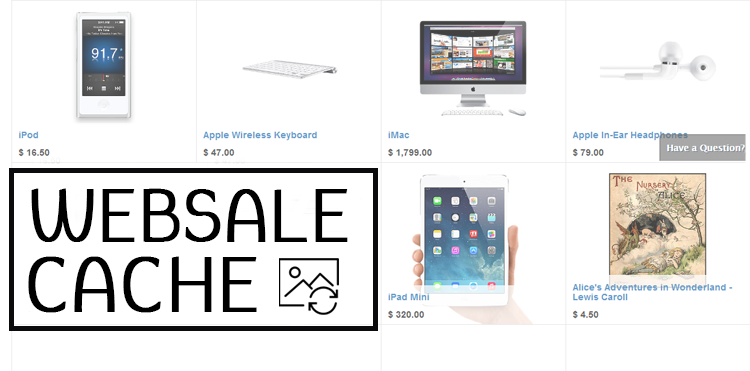 91.7
iPod
$ 16.50
Apple Wireless Keyboard
$ 47.00
iMac
$ 1,799.00
Apple In-Ear Headphones
$ 79.00
Have a Question?
WEBSALE
CACHE
iPad Mini
$ 320.00
THE
NURSERY
ALICE
Alice's Adventures in Wonderland -
Lewis Caroll
$ 4.50